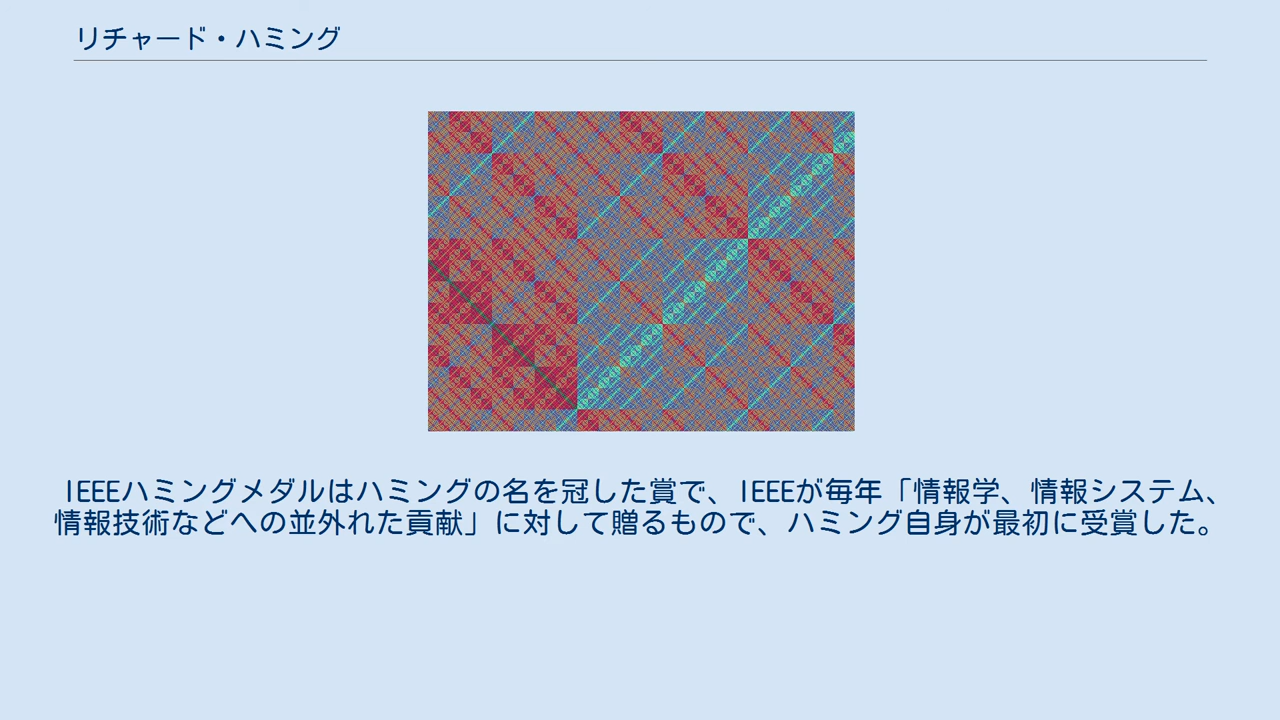 リチャード・ハミング
IEEEハミングメダルはハミングの名を冠した賞で、IEEEが毎年「情報学、情報システム、
情報技術などへの並外れた貢献」に対して贈るもので、ハミング自身が最初に受賞した。